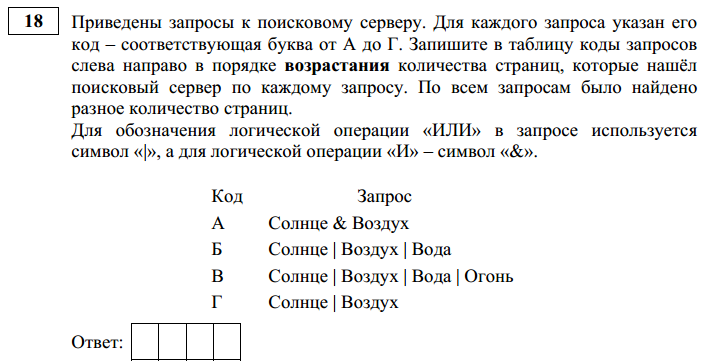 18 Приведены запросы к поисковому серверу. Для каждого запроса указан его
код – соответствующая буква от А до Г. Запишите в таблицу коды запросов
слева направо в порядке возрастания количества страниц, которые нашёл
поисковый сервер по каждому запросу. По всем запросам было найдено
разное количество страниц.
Для обозначения логической операции «ИЛИ» в запросе используется
символ «|», а для логической операции «И» – символ «&».
Код Запрос
А Солнце & Воздух
Б Солнце | Воздух | Вода
В Солнце | Воздух | Вода | Огонь
Г Солнце | Воздух
Ответ: